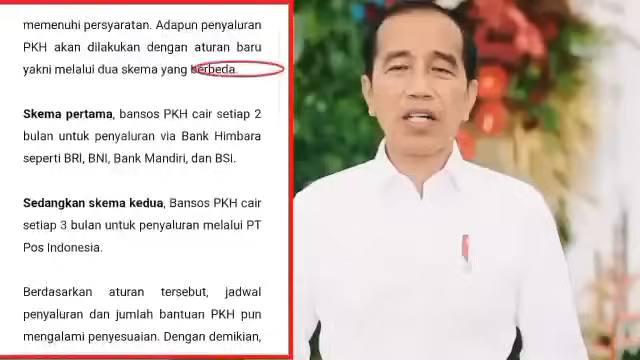 memenuhi persyaratan. Adapun penyaluran
PKH akan dilakukan dengan aturan baru
yakni melalui dua skema yang berbeda.
Skema pertama, bansos PKH cair setiap 2
bulan untuk penyaluran via Bank Himbara
seperti BRI, BNI, Bank Mandiri, dan BSI.
Sedangkan skema kedua, Bansos PKH cair
setiap 3 bulan untuk penyaluran melalui PT
Pos Indonesia.
Berdasarkan aturan tersebut, jadwal
penyaluran dan jumlah bantuan PKH pun
mengalami penyesuaian. Dengan demikian,